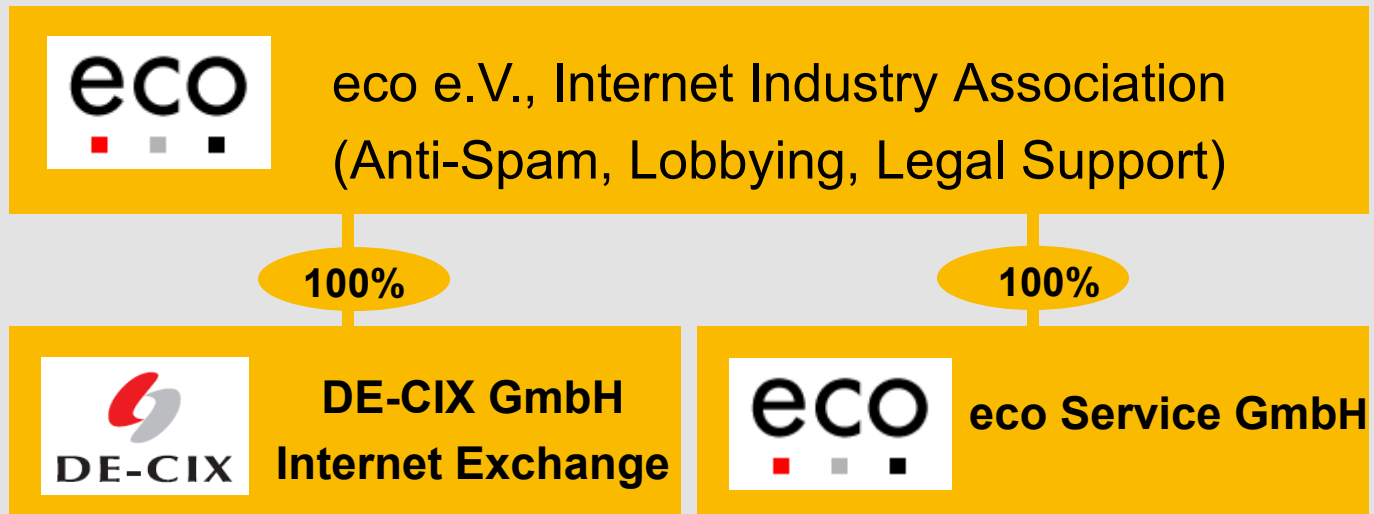 eco
eco e.V., Internet Industry Association
(Anti-Spam, Lobbying, Legal Support)
100%
100%
DE-CIX
DE-CIX GmbH
Internet Exchange
eco
eco Service GmbH